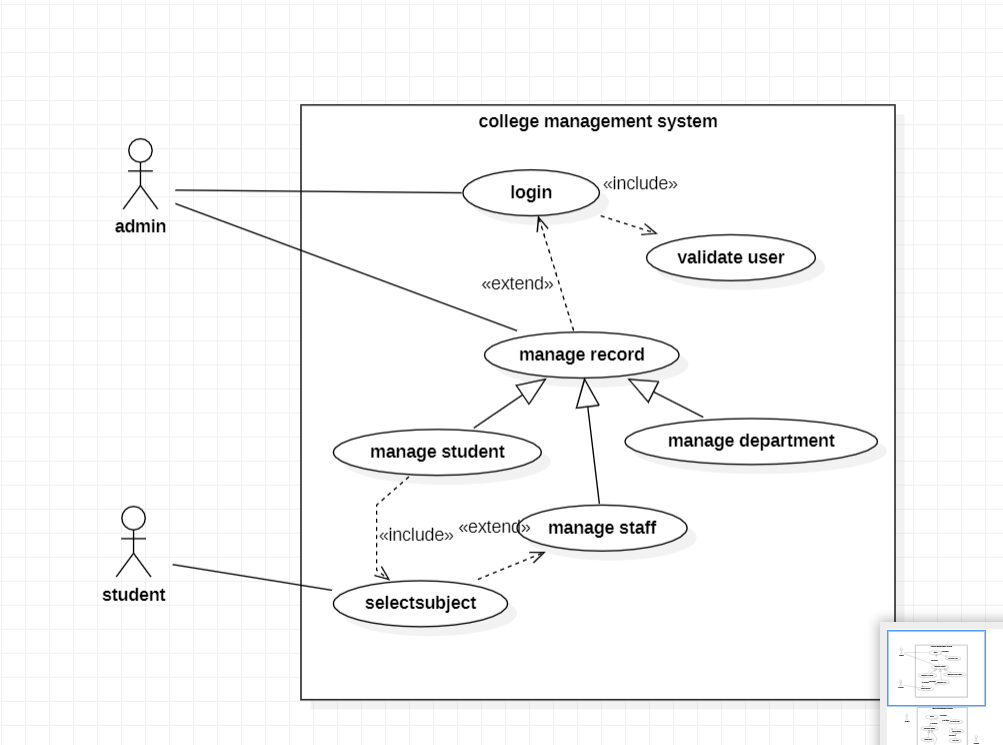 college management system
login
«include»
admin
validate user
«extend»
manage record
manage department
manage student
«include»
«extend»
manage staff
student
selectsubject